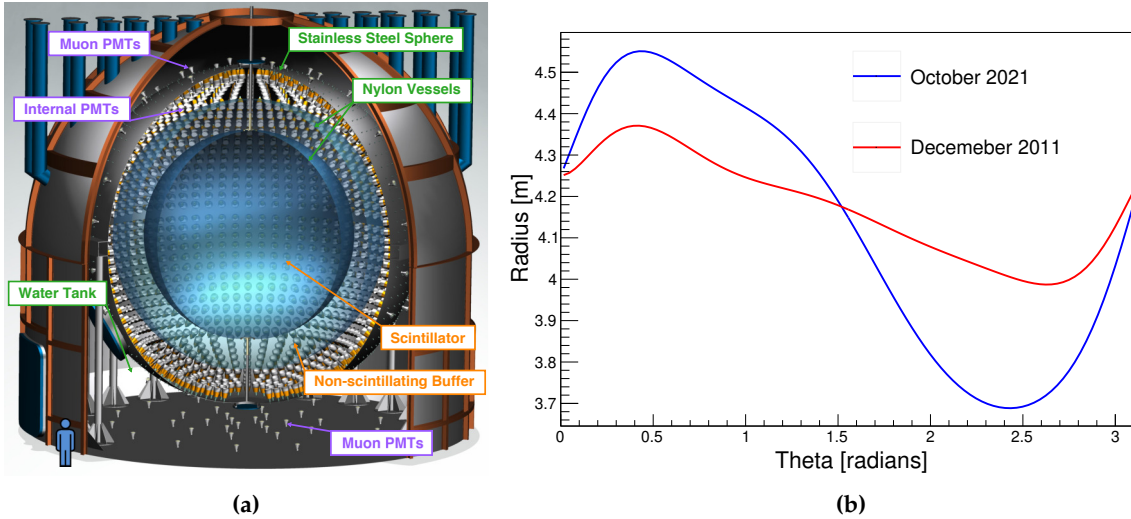 Muon PMTs
Stainless Steel Sphere
Internal PMTs
Nylon Vessels
Water Tank
Scintillator
Non-scintillating Buffer
Muon PMTs
(a)
Radius [m]
4.5
4.4
4.3
4.2
4.1
4
3.9
3.8
3.7
0
0.5
1
1.5
2
2.5
3
Theta [radians]
October 2021
Decemeber 2011
(b)